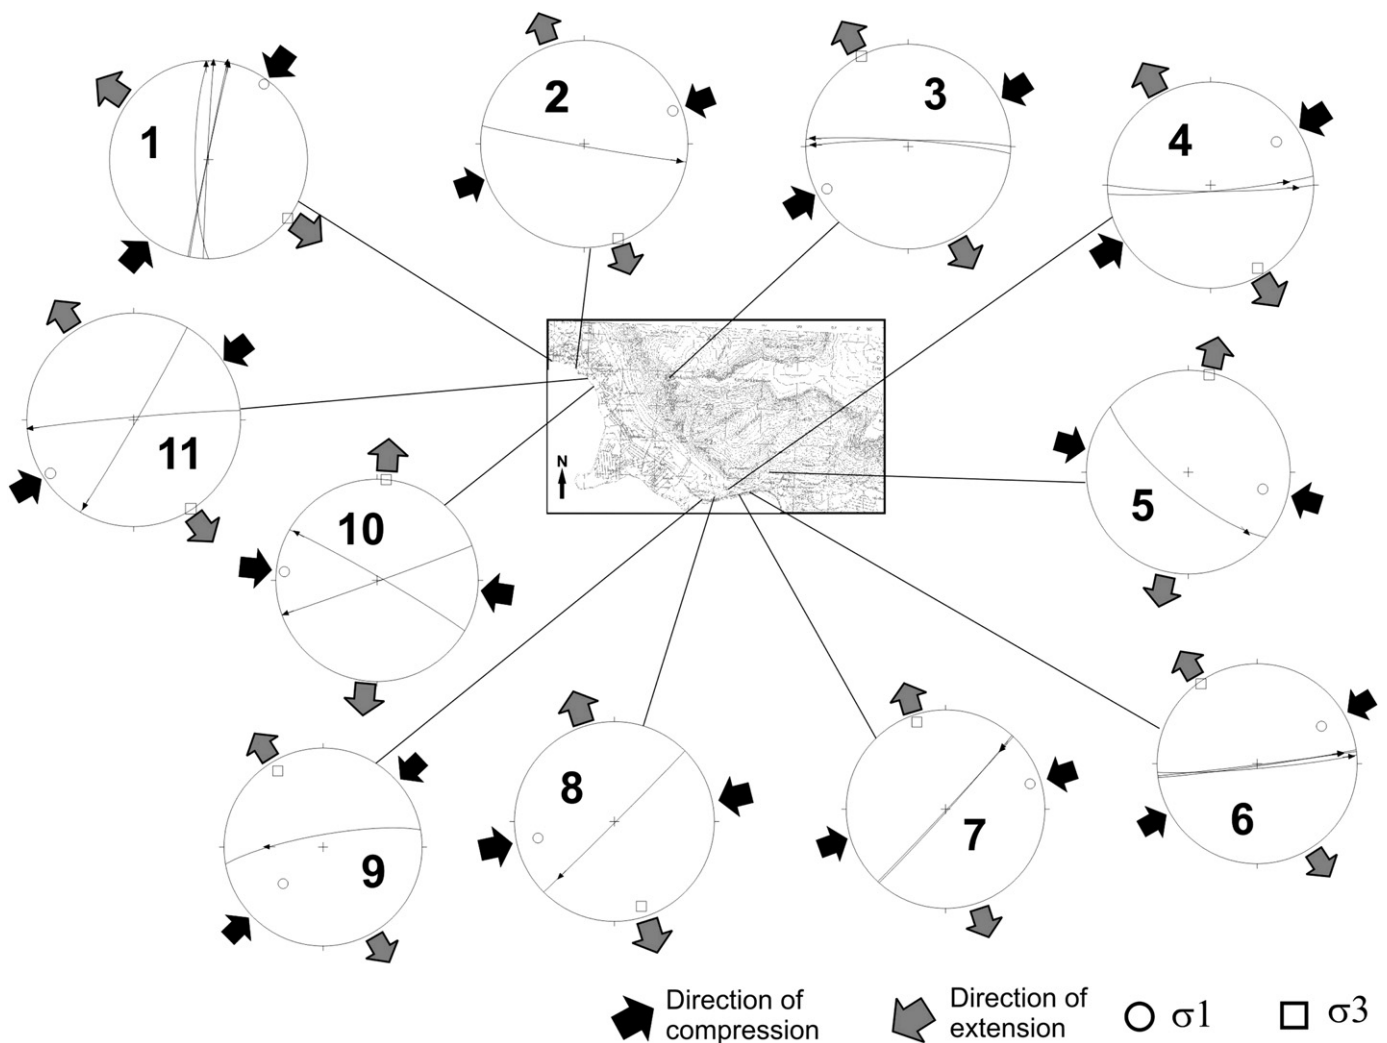 1
2
3
4
11
N
5
10
9
8
7
6
Direction of
compression
Direction of
extension
σ1
σ3